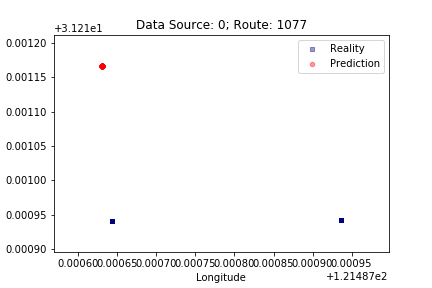 Data Source: 0; Route: 1077
+3.121e1
Reality
Prediction
0.00120
0.00115
0.00110
0.00105
0.00100
0.00095
0.00090
0.00060 0.00065 0.00070 0.00075 0.00080 0.00085 0.00090 0.00095
Longitude
+1.21487e2